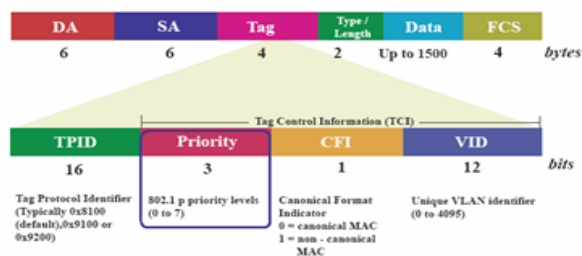 DA SA Tag Type / Length Data FCS
6 6 4 2 Up to 1500 4 bytes
Tag Control Information (TCI)
TPID Priority CFI VID
16 3 1 12 bits
Tag Protocol Identifier
(Typically 0x8100
(default),0x9100 or
0x9200)
802.1 p priority levels
(0 to 7)
Canonical Format
Indicator
0 = canonical MAC
1 = non - canonical
MAC
Unique VLAN identifier
(0 to 4095)